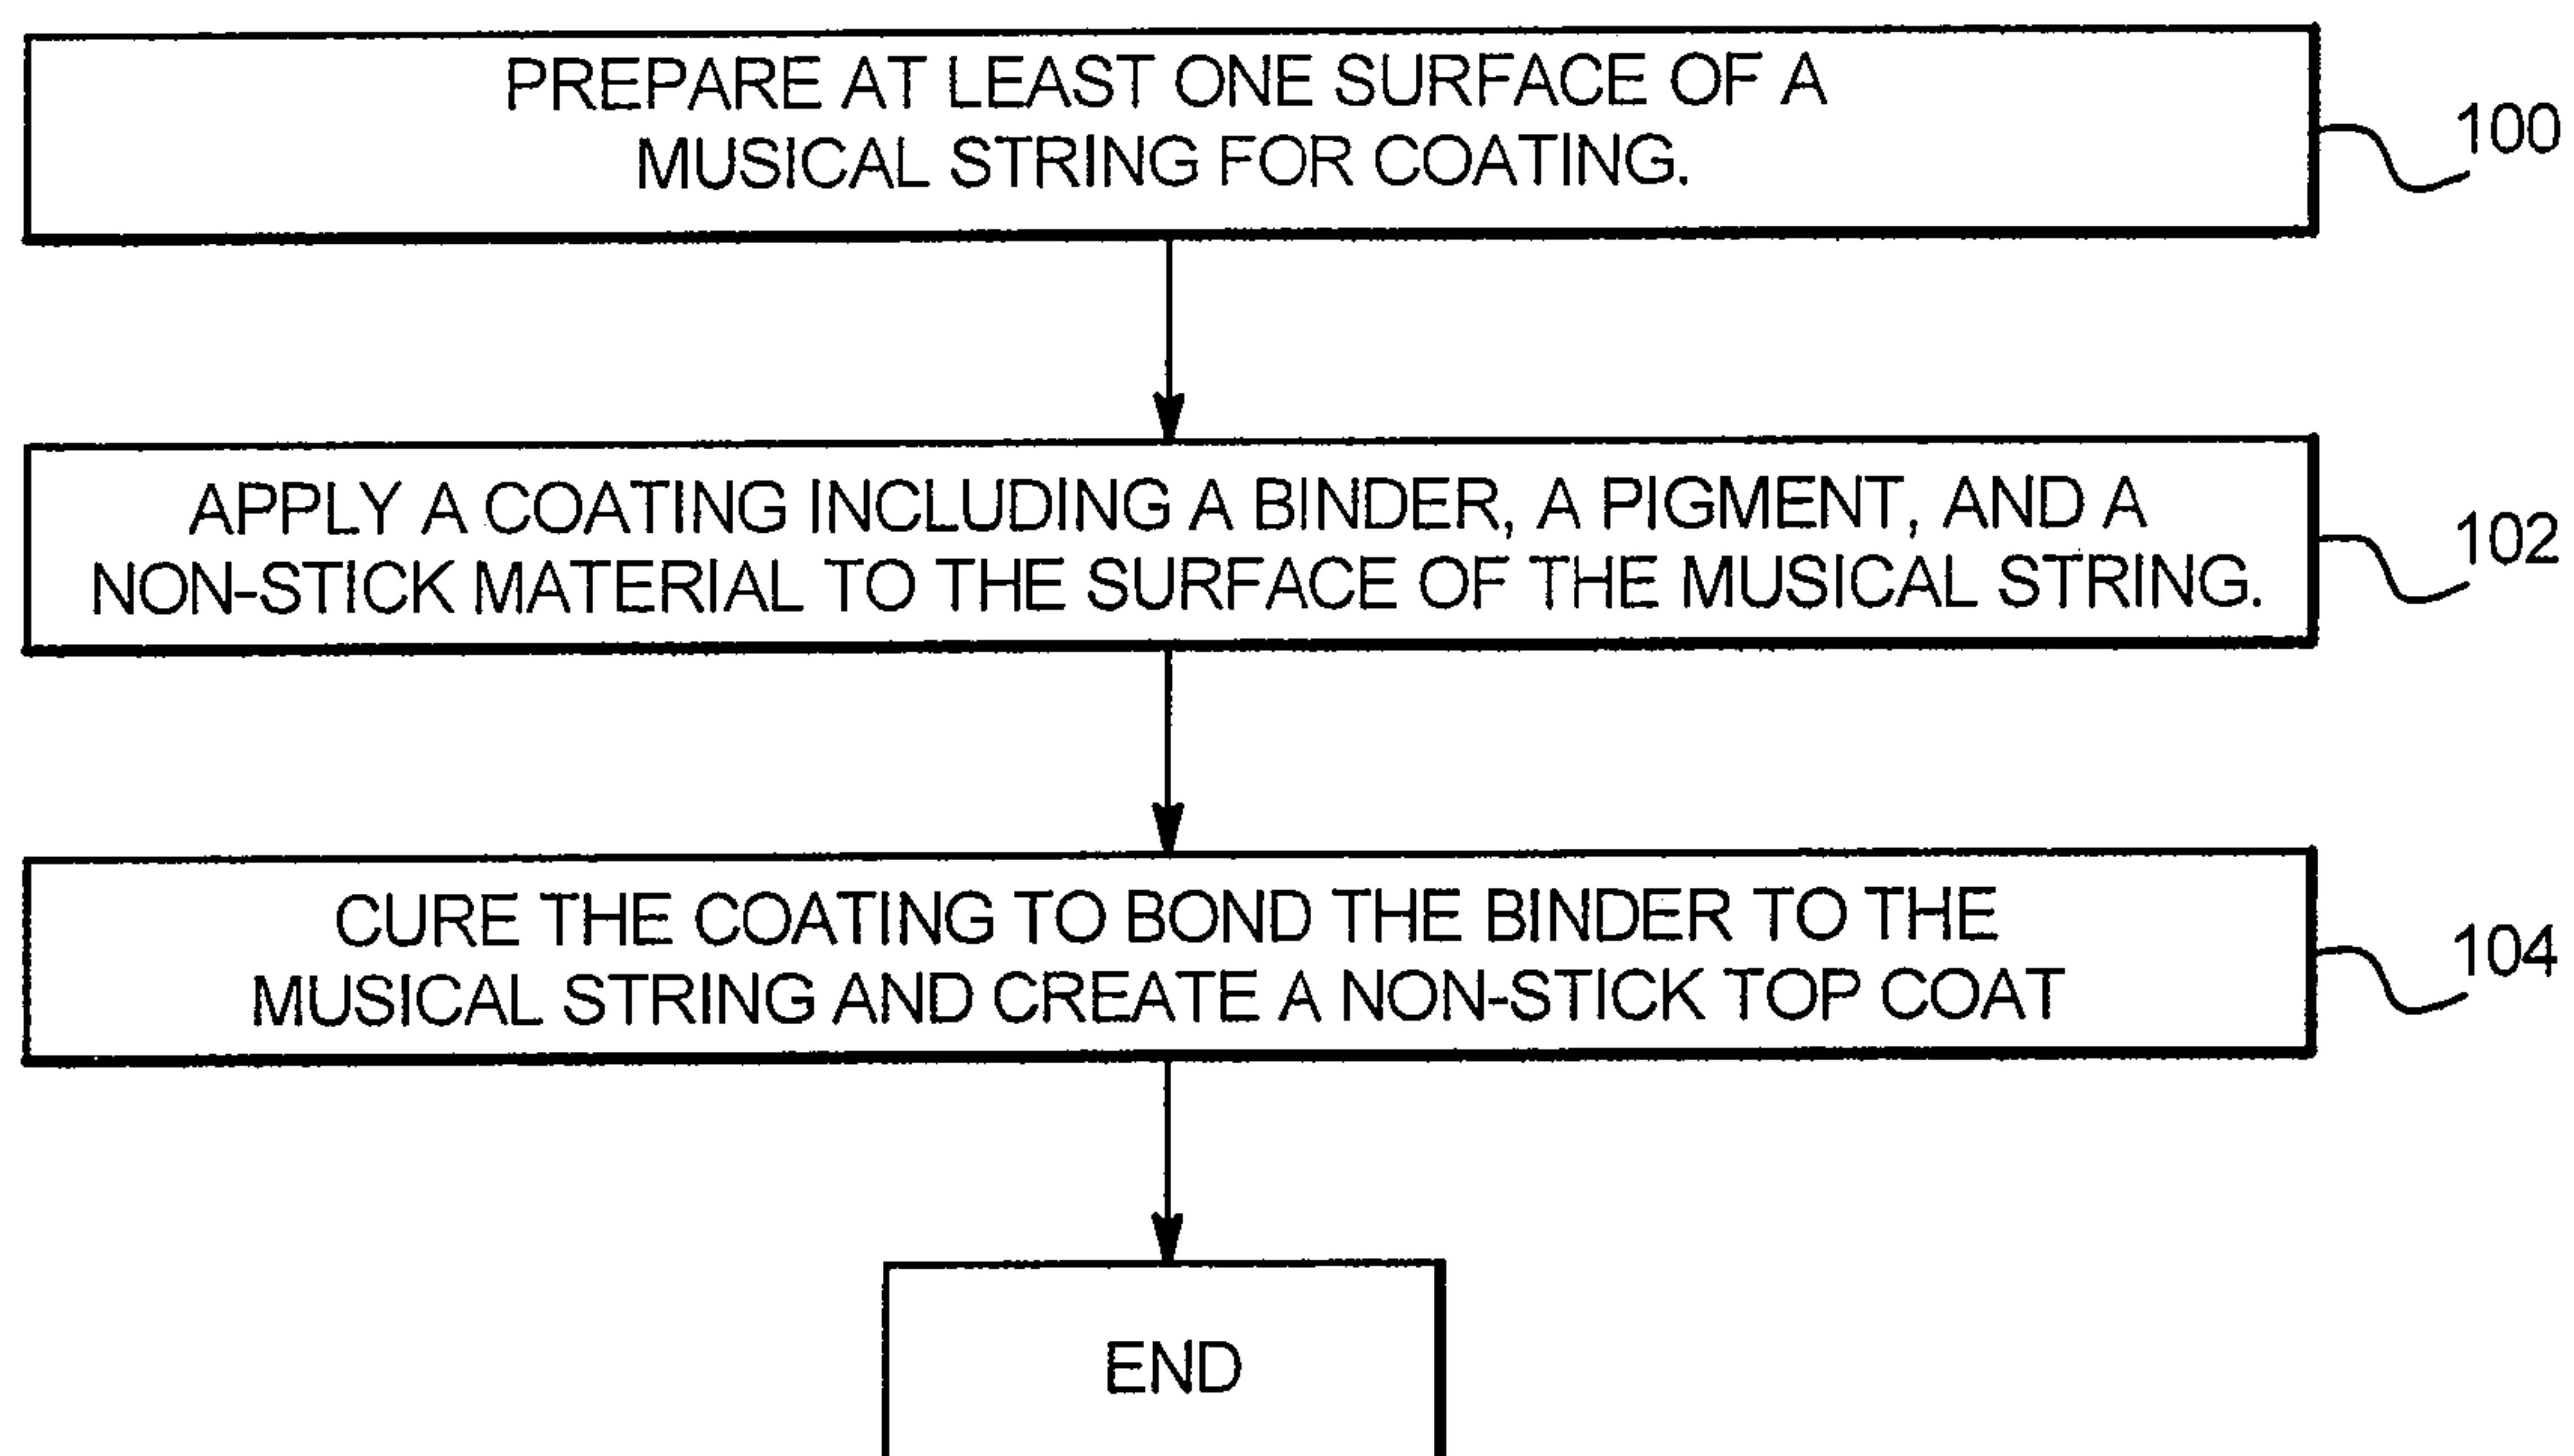 PREPARE AT LEAST ONE SURFACE OF A
MUSICAL STRING FOR COATING.
100
APPLY A COATING INCLUDING A BINDER, A PIGMENT, AND A
NON-STICK MATERIAL TO THE SURFACE OF THE MUSICAL STRING.
102
CURE THE COATING TO BOND THE BINDER TO THE
MUSICAL STRING AND CREATE A NON-STICK TOP COAT
104
END